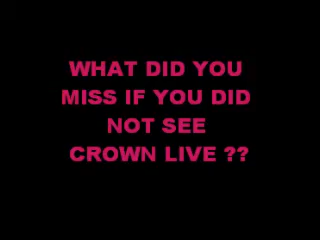 WHAT DID YOU
MISS IF YOU DID
NOT SEE
CROWN LIVE ??